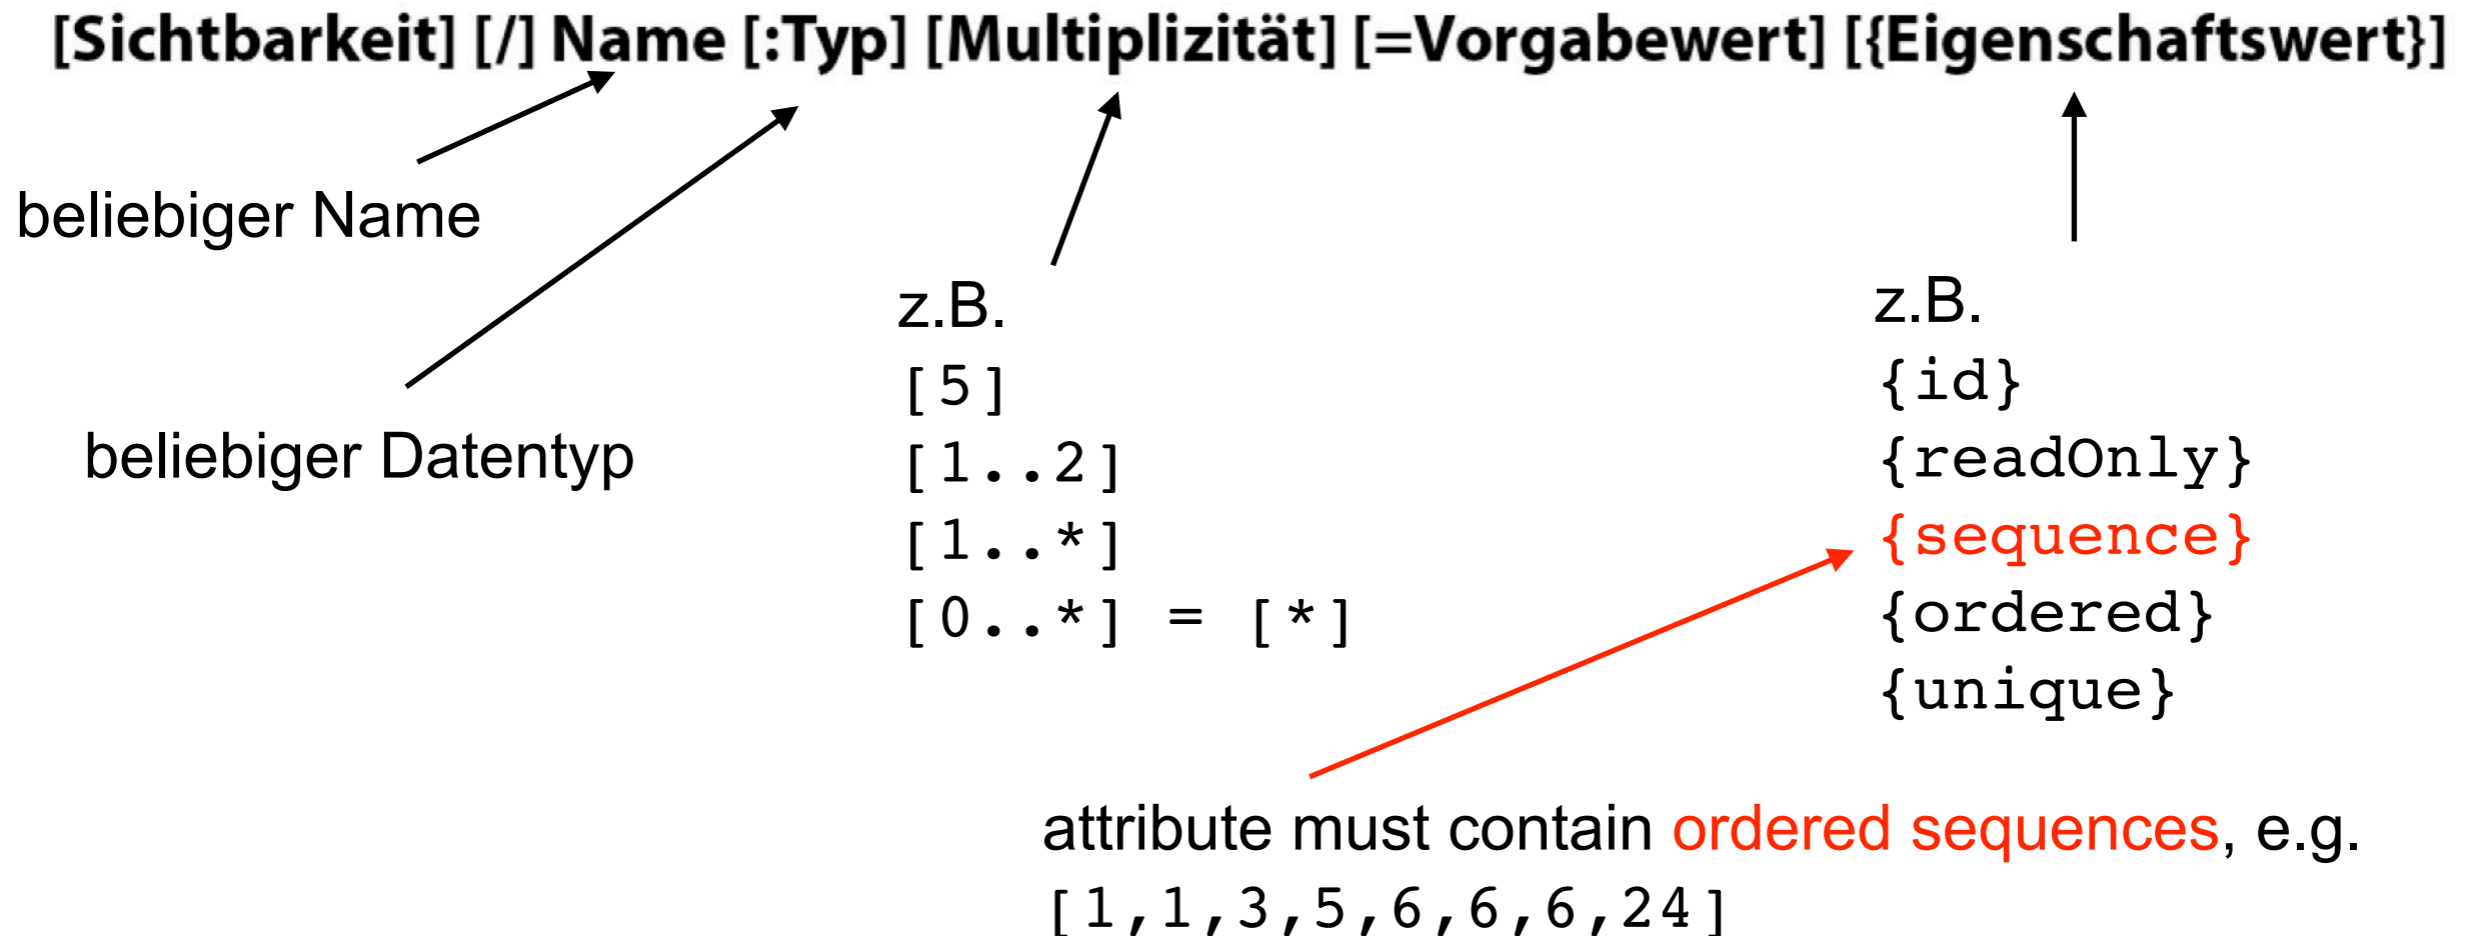 [Sichtbarkeit] [/] Name [:Typ] [Multiplizität] [=Vorgabewert] [{Eigenschaftswert}]
beliebiger Name
beliebiger Datentyp
z.B.
[5]
[1..2]
[1..*]
[0..*] = [*]
z.B.
{id}
{readOnly}
{sequence}
{ordered}
{unique}
attribute must contain ordered sequences, e.g.
[1,1,3,5,6,6,6,24]